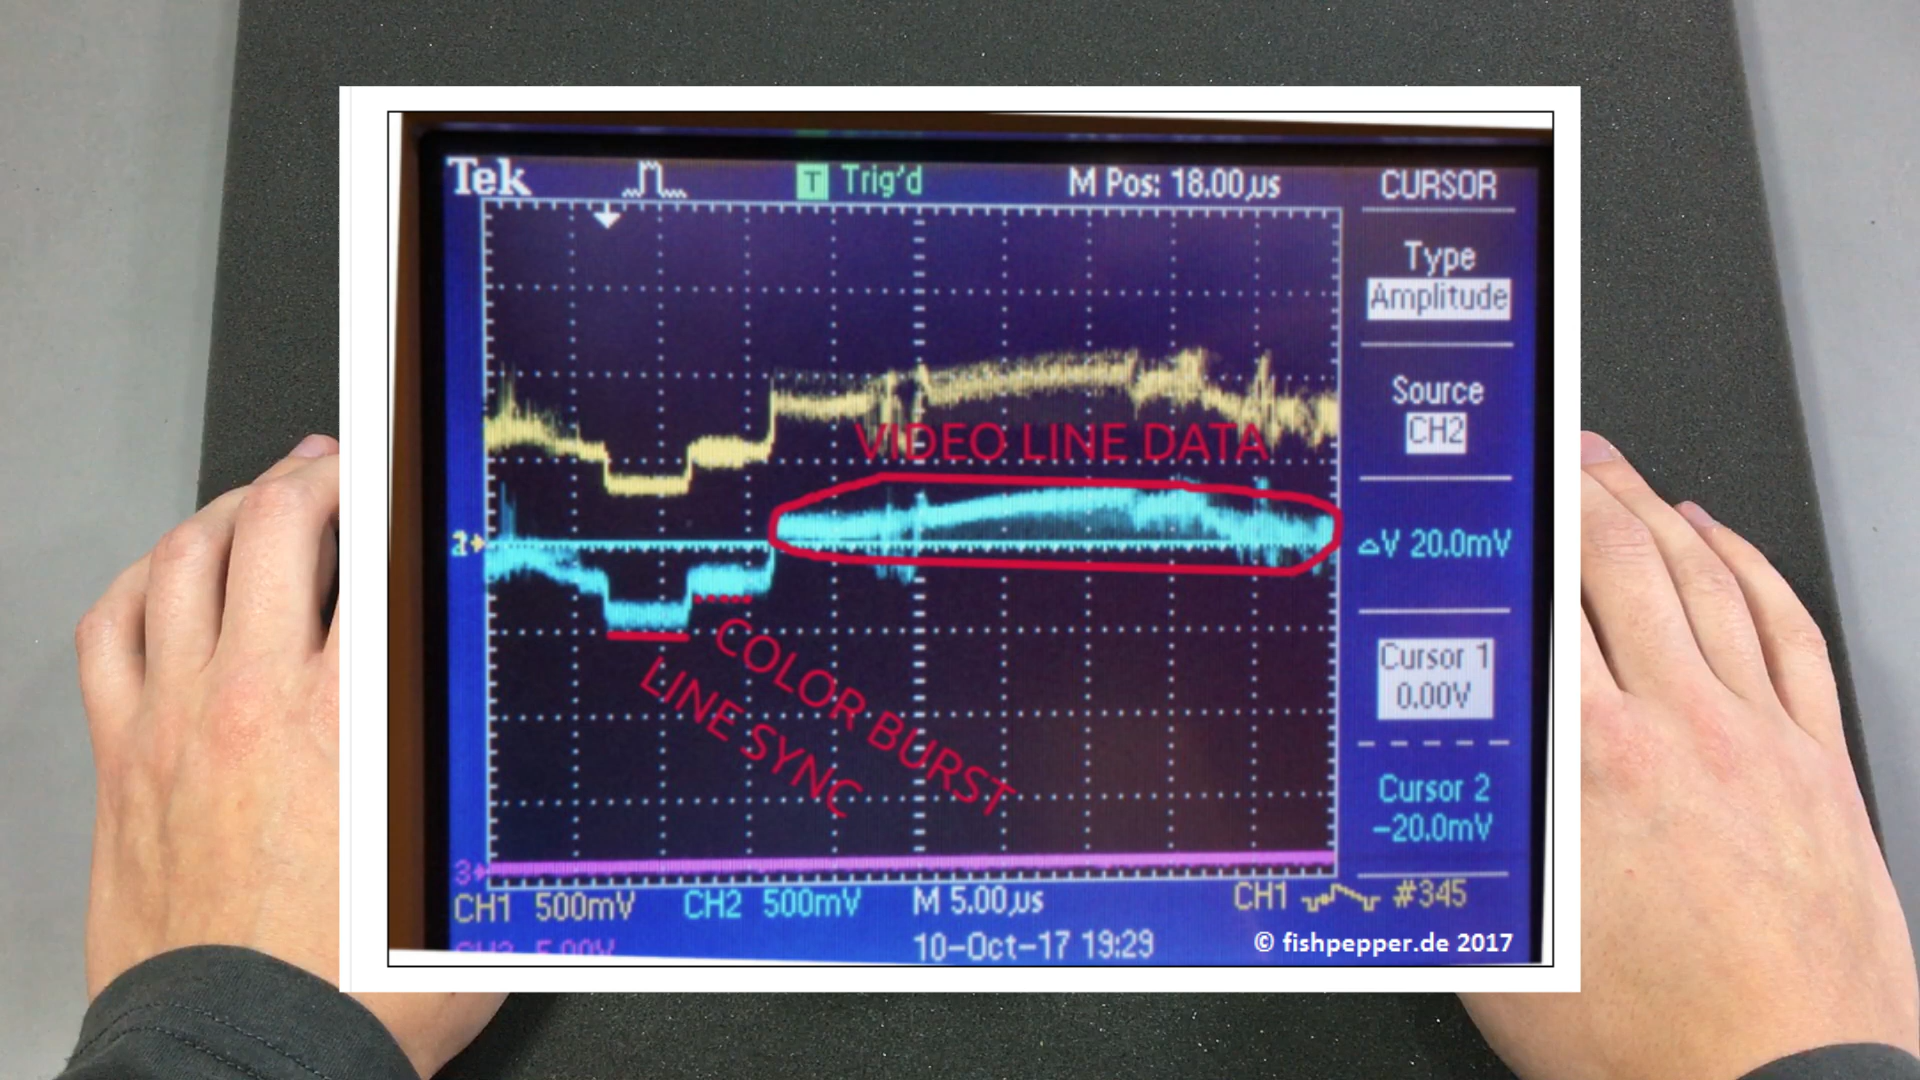 Tek
T Trig'd
M Pos: 18.00µs
CURSOR
Type
Amplitude
Source
CH2
VIDEO LINE DATA
2
△V 20.0mV
COLOR BURST
LINE SYNC
Cursor 1
0.00V
Cursor 2
-20.0mV
3
CH1 500mV
CH2 500mV
M 5.00µs
CH1 #345
10-Oct-17 19:29
© fishpepper.de 2017